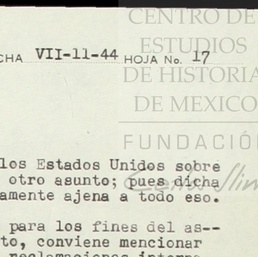 CENTRO DE
ESTUDIOS
CHA VII-11-44 HOJA No. 17
DE HISTORIA
DE MEXICO
FUNDACIÓN
los Estados Unidos sobre
otro asunto; pues dicha
amente ajena a todo eso.
para los fines del as--
to, conviene mencionar